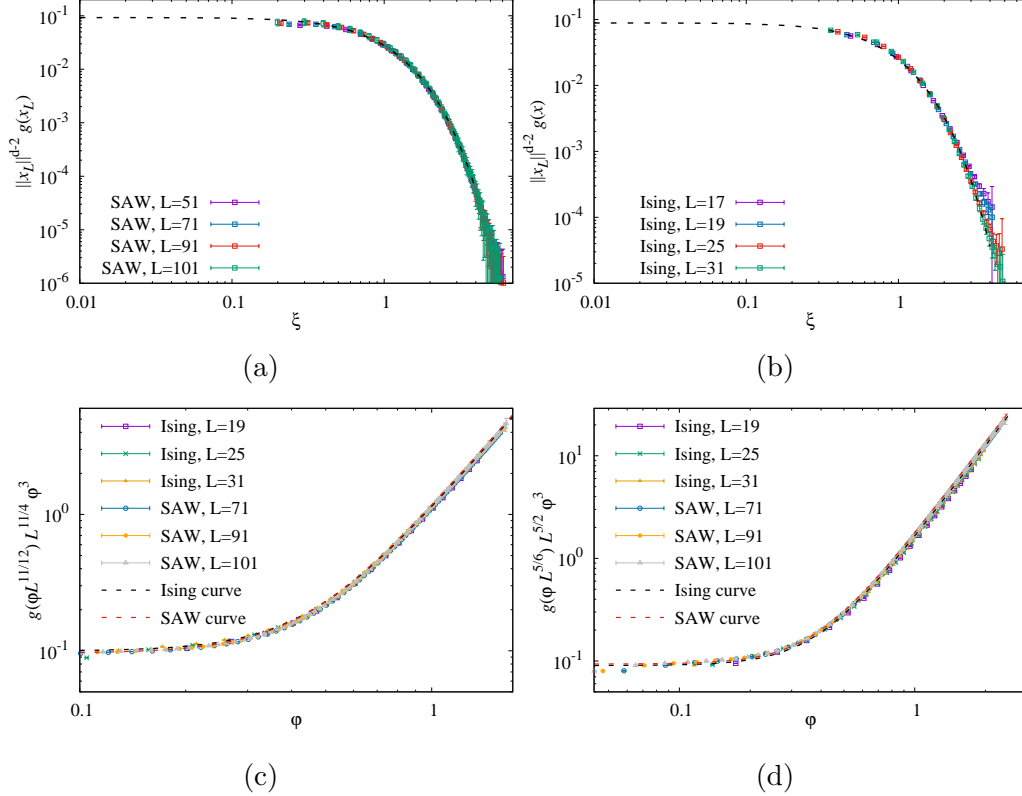 10^0
10^-1
10^-2
10^-3
10^-4
10^-5
10^-6
||x_L||^{d-2} g(x_L)
SAW, L=51
SAW, L=71
SAW, L=91
SAW, L=101
0.01
0.1
1
ξ
(a)
10^0
10^-1
10^-2
10^-3
10^-4
10^-5
||x_L||^{d-2} g(x)
Ising, L=17
Ising, L=19
Ising, L=25
Ising, L=31
0.01
0.1
1
ξ
(b)
10^0
10^-1
g(φL^{11/12}) L^{11/4} φ^3
Ising, L=19
Ising, L=25
Ising, L=31
SAW, L=71
SAW, L=91
SAW, L=101
Ising curve
SAW curve
0.1
1
φ
(c)
10^1
10^0
10^-1
g(φ L^{5/6}) L^{5/2} φ^3
Ising, L=19
Ising, L=25
Ising, L=31
SAW, L=71
SAW, L=91
SAW, L=101
Ising curve
SAW curve
0.1
1
φ
(d)